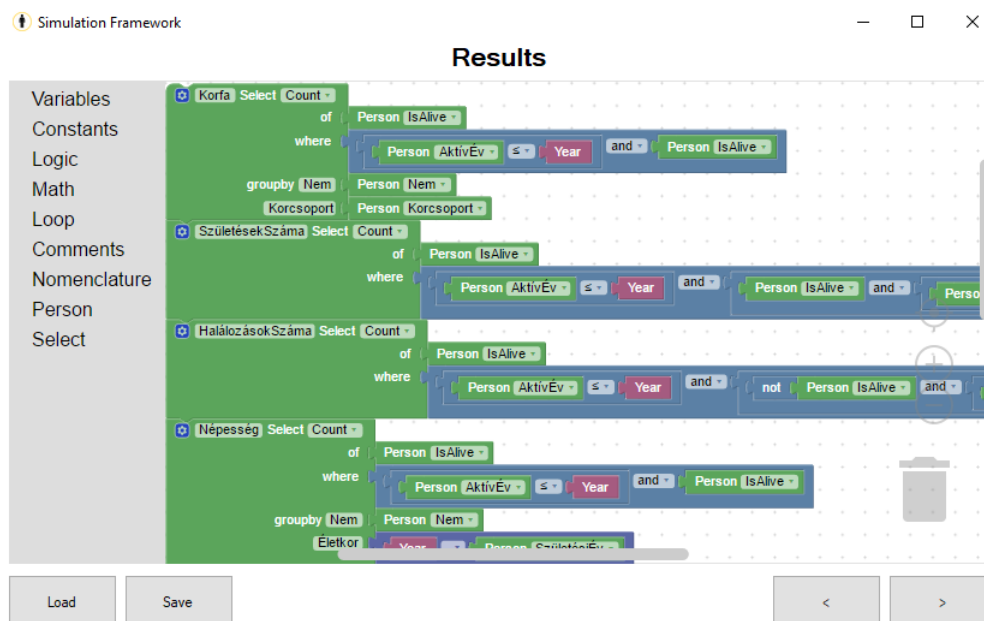 Simulation Framework
Results
Variables
Constants
Logic
Math
Loop
Comments
Nomenclature
Person
Select
Korfa Select Count
of Person IsAlive
where Person AktívÉv ≤ Year and Person IsAlive
groupby Nem Person Nem
Korcsoport Person Korcsoport
SzületésekSzáma Select Count
of Person IsAlive
where Person AktívÉv ≤ Year and Person IsAlive and Perso
HalálozásokSzáma Select Count
of Person IsAlive
where Person AktívÉv ≤ Year and not Person IsAlive and
Népesség Select Count
of Person IsAlive
where Person AktívÉv ≤ Year and Person IsAlive
groupby Nem Person Nem
Életkor Year - Person SzületésiÉv
Load Save < >